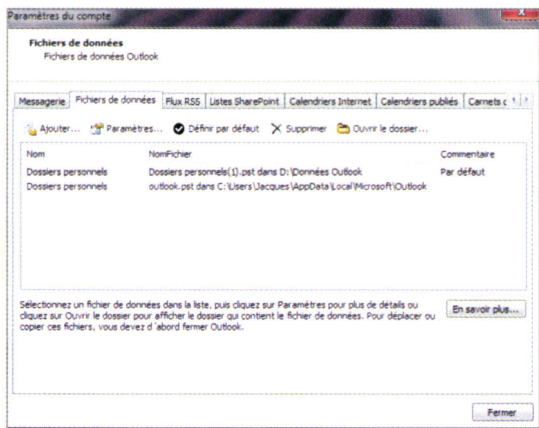 Paramètres du compte
Fichiers de données
Fichiers de données Outlook
Messagerie Fichiers de données Flux RSS Listes SharePoint Calendriers Internet Calendriers publiés Carnets
Ajouter... Paramètres... Définir par défaut Supprimer Ouvrir le dossier...
Nom NomFichier Commentaire
Dossiers personnels Dossiers personnels(1).pst dans D:\Données Outlook Par défaut
Dossiers personnels outlook.pst dans C:\Users\Jacques\AppData\Local\Microsoft\Outlook
Sélectionnez un fichier de données dans la liste, puis cliquez sur Paramètres pour plus de détails ou
cliquez sur Ouvrir le dossier pour afficher le dossier qui contient le fichier de données. Pour déplacer ou
copier ces fichiers, vous devez d'abord fermer Outlook.
En savoir plus...
Fermer